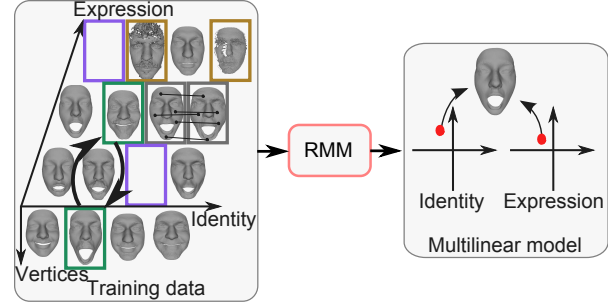 Expression
Identity
Vertices
Training data
RMM
Identity
Expression
Multilinear model